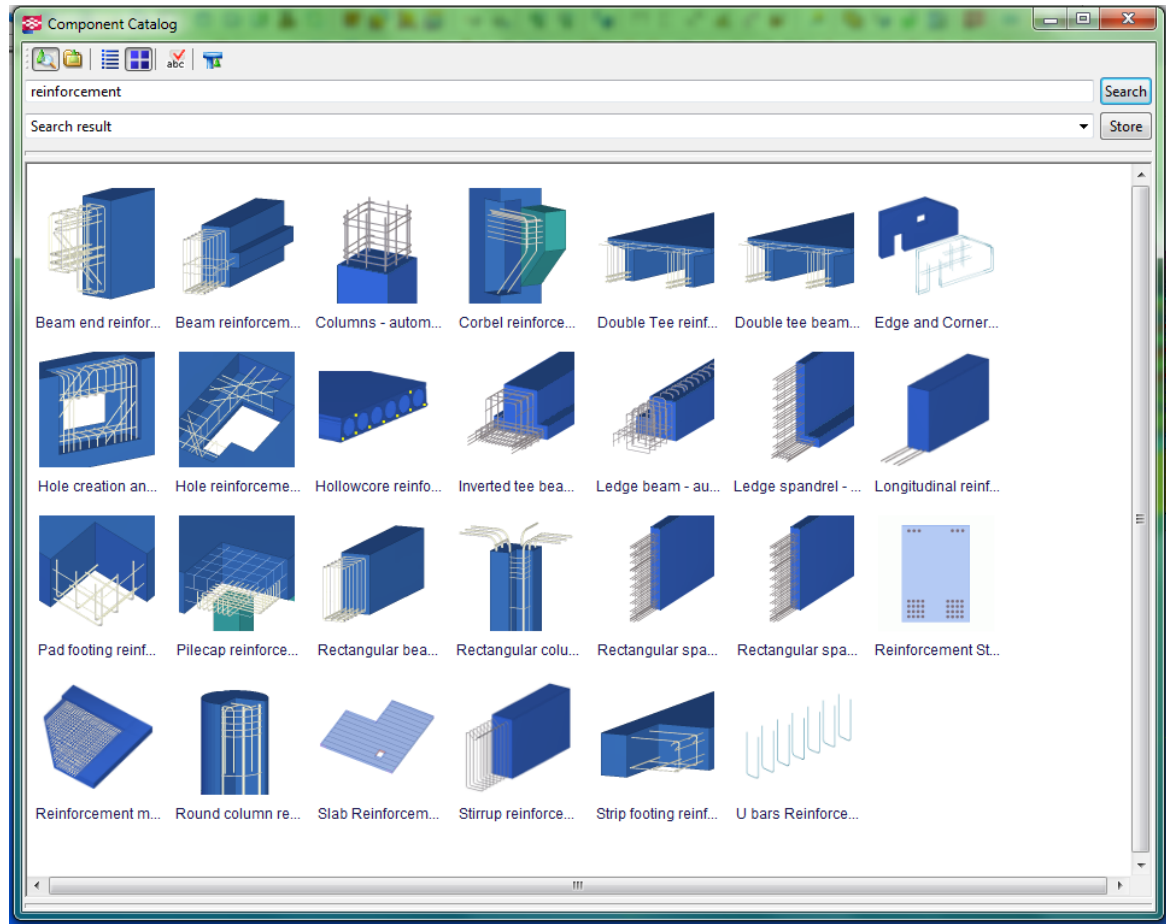 Component Catalog
abc
reinforcement
Search
Search result
Store
Beam end reinfor... Beam reinforcem... Columns - autom... Corbel reinforce... Double Tee reinf... Double tee beam... Edge and Corner...
Hole creation an... Hole reinforceme... Hollowcore reinfo... Inverted tee bea... Ledge beam - au... Ledge spandrel - ... Longitudinal reinf...
Pad footing reinf... Pilecap reinforce... Rectangular bea... Rectangular colu... Rectangular spa... Rectangular spa... Reinforcement St...
Reinforcement m... Round column re... Slab Reinforcem... Stirrup reinforce... Strip footing reinf... U bars Reinforce...